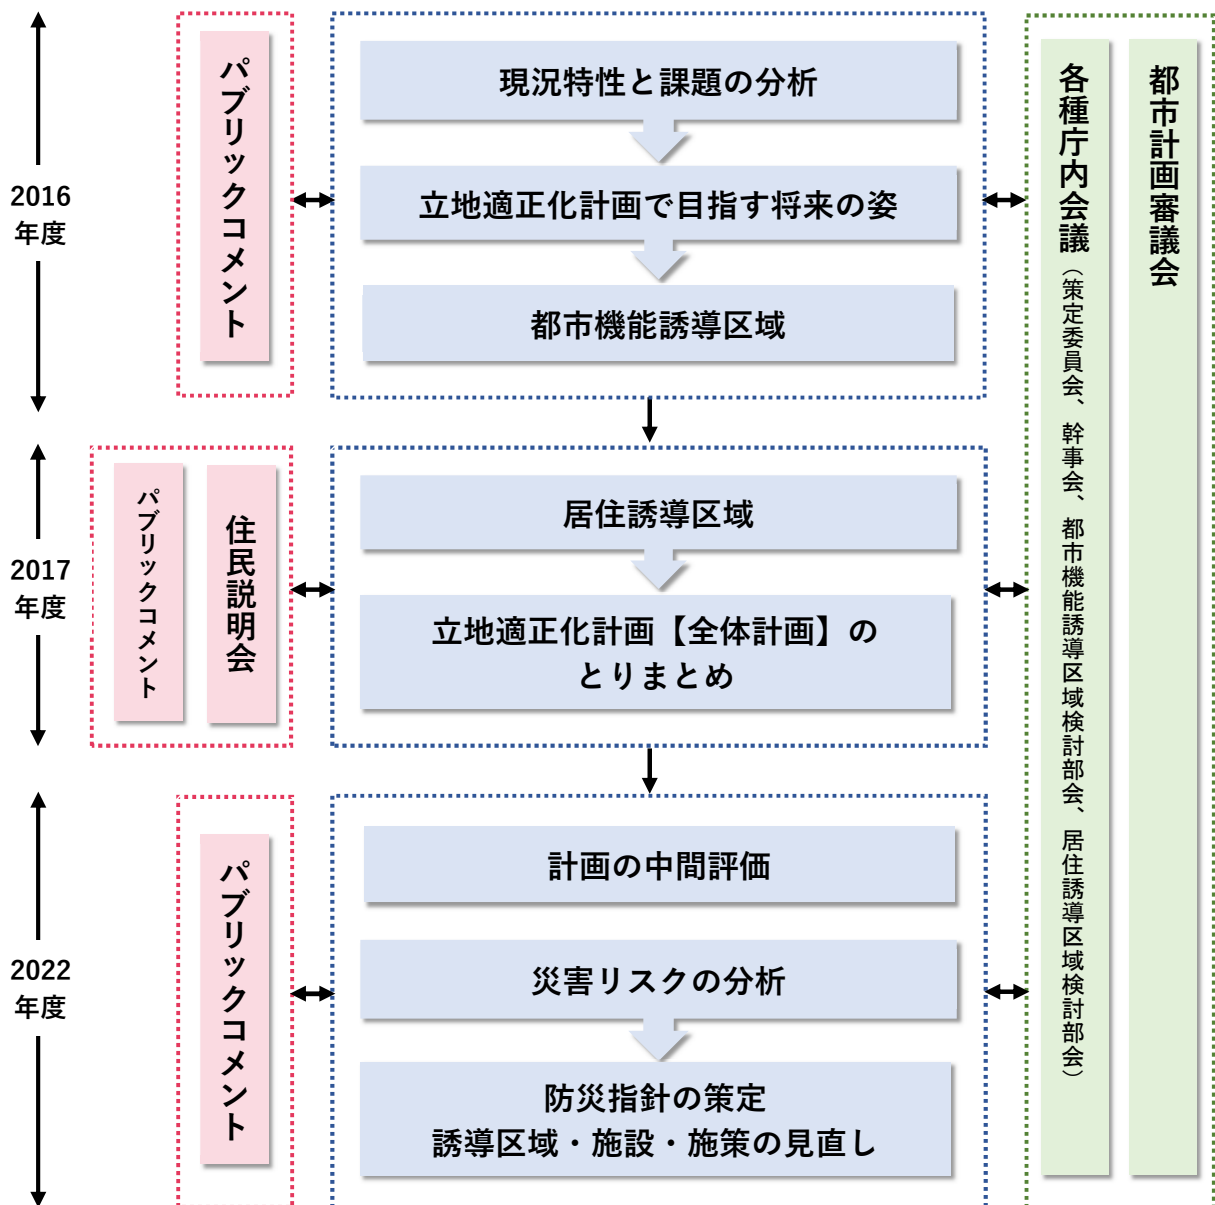 2016
年度
パブリックコメント
現況特性と課題の分析
立地適正化計画で目指す将来の姿
都市機能誘導区域
2017
年度
パブリックコメント
住民説明会
居住誘導区域
立地適正化計画【全体計画】の
とりまとめ
2022
年度
パブリックコメント
計画の中間評価
災害リスクの分析
防災指針の策定
誘導区域・施設・施策の見直し
各種庁内会議（策定委員会、幹事会、都市機能誘導区域検討部会、居住誘導区域検討部会）
都市計画審議会